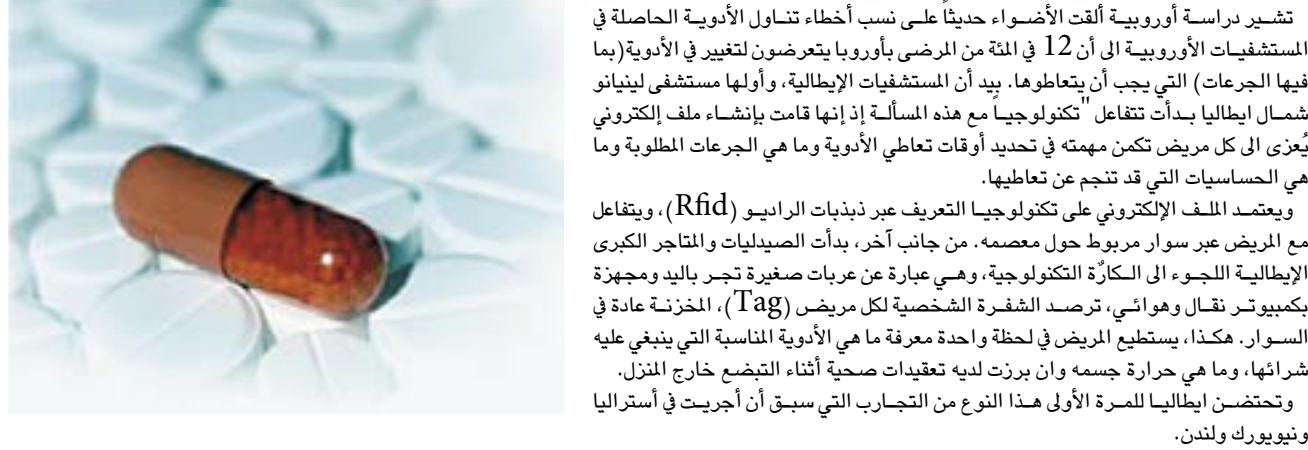 تشير دراسة أوروبية ألقت الأضواء حديثاً على نسب أخطاء تناول الأدوية الحاصلة في
المستشفيات الأوروبية الى أن 12 في المئة من المرضى بأوروبا يتعرضون لتغيير في الأدوية(بما
فيها الجرعات) التي يجب أن يتعاطوها. بيد أن المستشفيات الإيطالية، وأولها مستشفى لينيانو
شمال ايطاليا بدأت تتفاعل "تكنولوجياً مع هذه المسألة إذ إنها قامت بإنشاء ملف إلكتروني
يُعزى الى كل مريض تكمن مهمته في تحديد أوقات تعاطي الأدوية وما هي الجرعات المطلوبة وما
هي الحساسيات التي قد تنجم عن تعاطيها.
ويعتمد الملف الإلكتروني على تكنولوجيا التعريف عبر ذبذبات الراديو (Rfid)، ويتفاعل
مع المريض عبر سوار مربوط حول معصمه. من جانب آخر، بدأت الصيدليات والمتاجر الكبرى
الإيطالية اللجوء الى الكارّة التكنولوجية، وهي عبارة عن عربات صغيرة تجر باليد ومجهزة
بكمبيوتر نقال وهوائي، ترصد الشفرة الشخصية لكل مريض (Tag)، المخزنة عادة في
السوار. هكذا، يستطيع المريض في لحظة واحدة معرفة ما هي الأدوية المناسبة التي ينبغي عليه
شرائها، وما هي حرارة جسمه وان برزت لديه تعقيدات صحية أثناء التبضع خارج المنزل.
وتحتضن ايطاليا للمرة الأولى هذا النوع من التجارب التي سبق أن أجريت في أستراليا
ونيويورك ولندن.